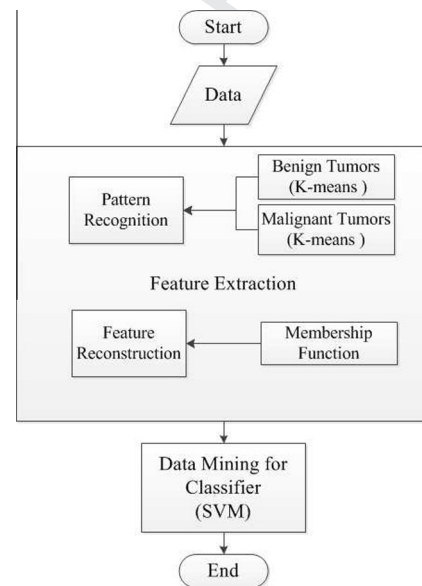 Start
Data
Benign Tumors
(K-means )
Pattern
Recognition
Malignant Tumors
(K-means )
Feature Extraction
Feature
Reconstruction
Membership
Function
Data Mining for
Classifier
(SVM)
End